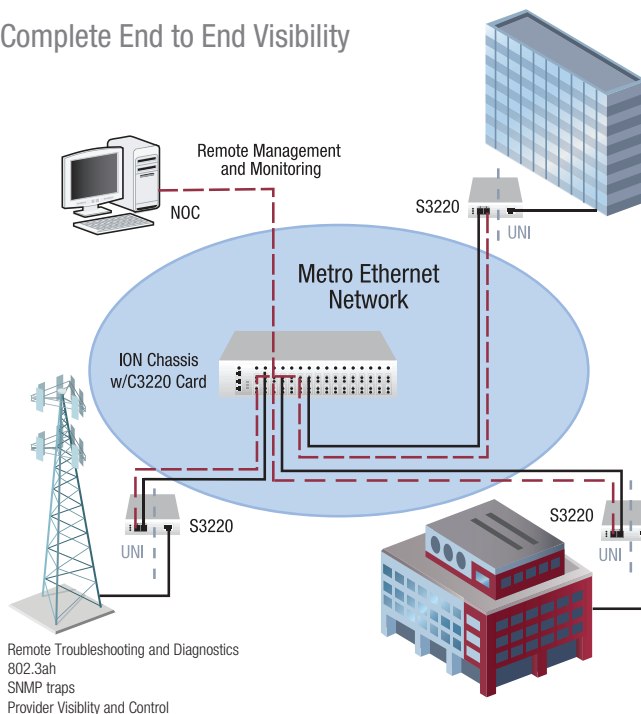 Complete End to End Visibility
Remote Management
and Monitoring
NOC
S3220
UNI
Metro Ethernet
Network
ION Chassis
w/C3220 Card
S3220
UNI
S3220
UNI
Remote Troubleshooting and Diagnostics
802.3ah
SNMP traps
Provider Visiblity and Control